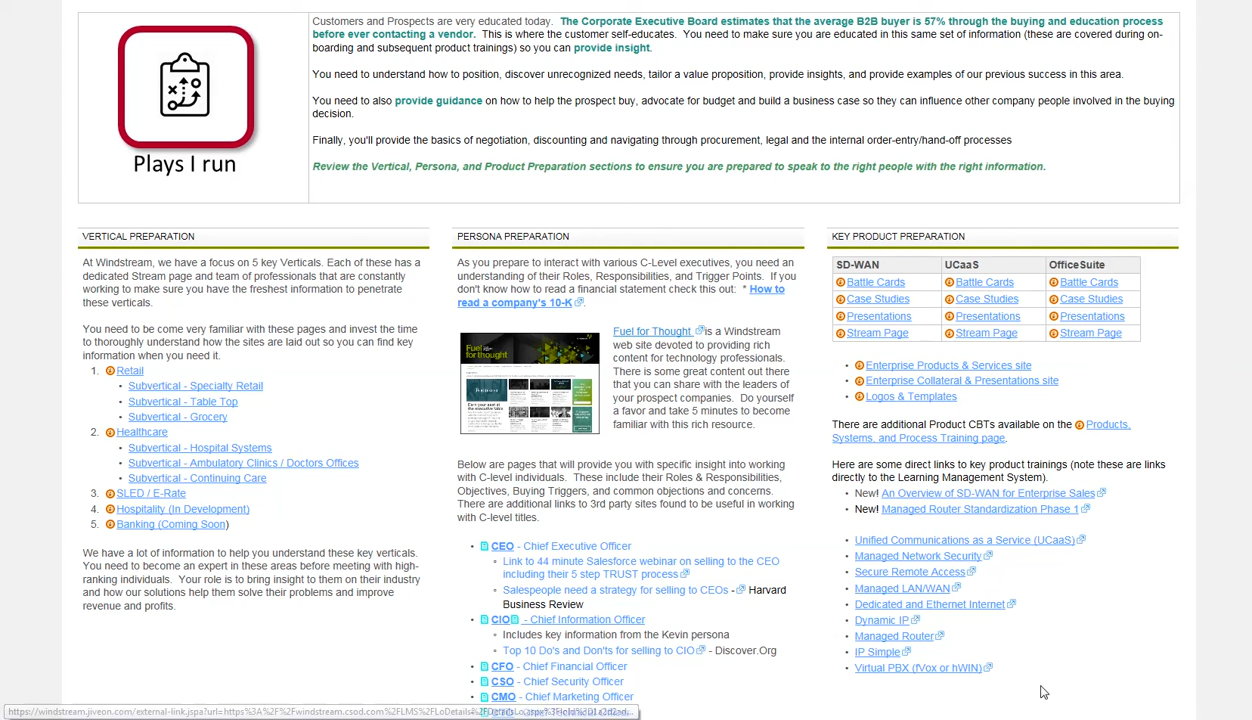 Customers and Prospects are very educated today. The Corporate Executive Board estimates that the average B2B buyer is 57% through the buying and education process
before ever contacting a vendor. This is where the customer self-educates. You need to make sure you are educated in this same set of information (these are covered during on-
boarding and subsequent product trainings) so you can provide insight.
You need to understand how to position, discover unrecognized needs, tailor a value proposition, provide insights, and provide examples of our previous success in this area.
You need to also provide guidance on how to help the prospect buy, advocate for budget and build a business case so they can influence other company people involved in the buying
decision.
Finally, you'll provide the basics of negotiation, discounting and navigating through procurement, legal and the internal order-entry/hand-off processes
Review the Vertical, Persona, and Product Preparation sections to ensure you are prepared to speak to the right people with the right information.
Plays I run
VERTICAL PREPARATION
At Windstream, we have a focus on 5 key Verticals. Each of these has a
dedicated Stream page and team of professionals that are constantly
working to make sure you have the freshest information to penetrate
these verticals.
You need to be come very familiar with these pages and invest the time
to thoroughly understand how the sites are laid out so you can find key
information when you need it.
1. Retail
• Subvertical - Specialty Retail
• Subvertical - Table Top
• Subvertical - Grocery
2. Healthcare
• Subvertical - Hospital Systems
• Subvertical - Ambulatory Clinics / Doctors Offices
• Subvertical - Continuing Care
3. SLED / E-Rate
4. Hospitality (In Development)
5. Banking (Coming Soon)
We have a lot of information to help you understand these key verticals.
You need to become an expert in these areas before meeting with high-
ranking individuals. Your role is to bring insight to them on their industry
and how our solutions help them solve their problems and improve
revenue and profits.
PERSONA PREPARATION
As you prepare to interact with various C-Level executives, you need an
understanding of their Roles, Responsibilities, and Trigger Points. If you
don't know how to read a financial statement check this out: * How to
read a company's 10-K.
Fuel for thought
Fuel for Thought is a Windstream
web site devoted to providing rich
content for technology professionals.
There is some great content out there
that you can share with the leaders of
your prospect companies. Do yourself
a favor and take 5 minutes to become
familiar with this rich resource.
Below are pages that will provide you with specific insight into working
with C-level individuals. These include their Roles & Responsibilities,
Objectives, Buying Triggers, and common objections and concerns.
There are additional links to 3rd party sites found to be useful in working
with C-level titles.
• CEO - Chief Executive Officer
Link to 44 minute Salesforce webinar on selling to the CEO
including their 5 step TRUST process
Salespeople need a strategy for selling to CEOs - Harvard
Business Review
• CIO - Chief Information Officer
Includes key information from the Kevin persona
Top 10 Do's and Don'ts for selling to CIO - Discover.Org
• CFO - Chief Financial Officer
• CSO - Chief Security Officer
• CMO - Chief Marketing Officer
KEY PRODUCT PREPARATION
SD-WAN UCaaS OfficeSuite
Battle Cards Battle Cards Battle Cards
Case Studies Case Studies Case Studies
Presentations Presentations Presentations
Stream Page Stream Page Stream Page
• Enterprise Products & Services site
• Enterprise Collateral & Presentations site
• Logos & Templates
There are additional Product CBTs available on the Products,
Systems, and Process Training page.
Here are some direct links to key product trainings (note these are links
directly to the Learning Management System).
• New! An Overview of SD-WAN for Enterprise Sales
• New! Managed Router Standardization Phase 1
• Unified Communications as a Service (UCaaS)
• Managed Network Security
• Secure Remote Access
• Managed LAN/WAN
• Dedicated and Ethernet Internet
• Dynamic IP
• Managed Router
• IP Simple
• Virtual PBX (fVox or hWIN)